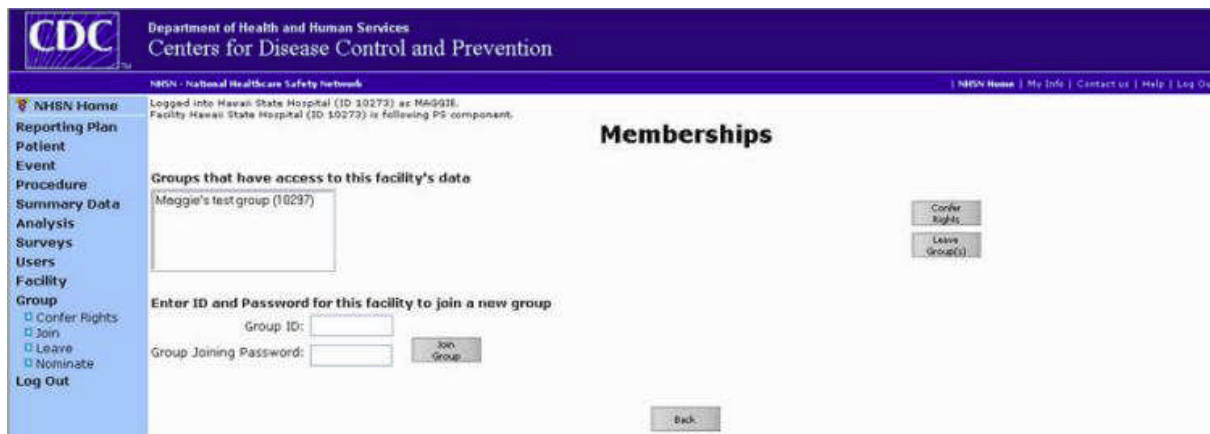 CDC
TM
Department of Health and Human Services
Centers for Disease Control and Prevention
NHSN - National Healthcare Safety Network
| NHSN Home | My Info | Contact us | Help | Log Ou
NHSN Home
Logged into Hawaii State Hospital (ID 10273) as MAGGIE.
Facility Hawaii State Hospital (ID 10273) is following PS component.
Reporting Plan
Patient
Event
Procedure
Summary Data
Analysis
Surveys
Users
Facility
Group
Confer Rights
Join
Leave
Nominate
Log Out
Memberships
Groups that have access to this facility's data
Maggie's test group (10297)
Confer
Rights
Leave
Group(s)
Enter ID and Password for this facility to join a new group
Group ID:
Group Joining Password:
Join
Group
Back